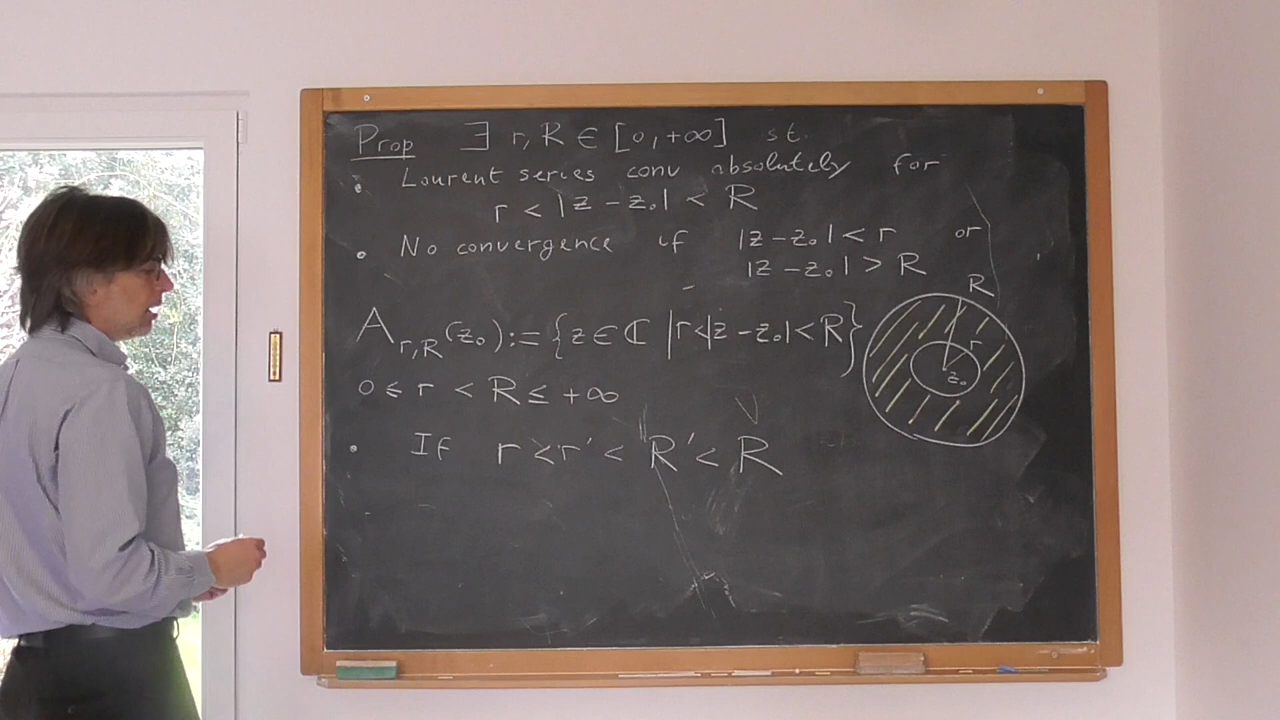 Prop ∃ r, R ∈ [0, +∞] st.
• Laurent series conv absolutely for
r < |z - z₀| < R
• No convergence if |z - z₀| < r or
|z - z₀| > R
A_{r,R}(z₀) := {z ∈ ℂ | r < |z - z₀| < R}
R
r
z₀
0 ≤ r < R ≤ +∞
• If r < r' < R' < R